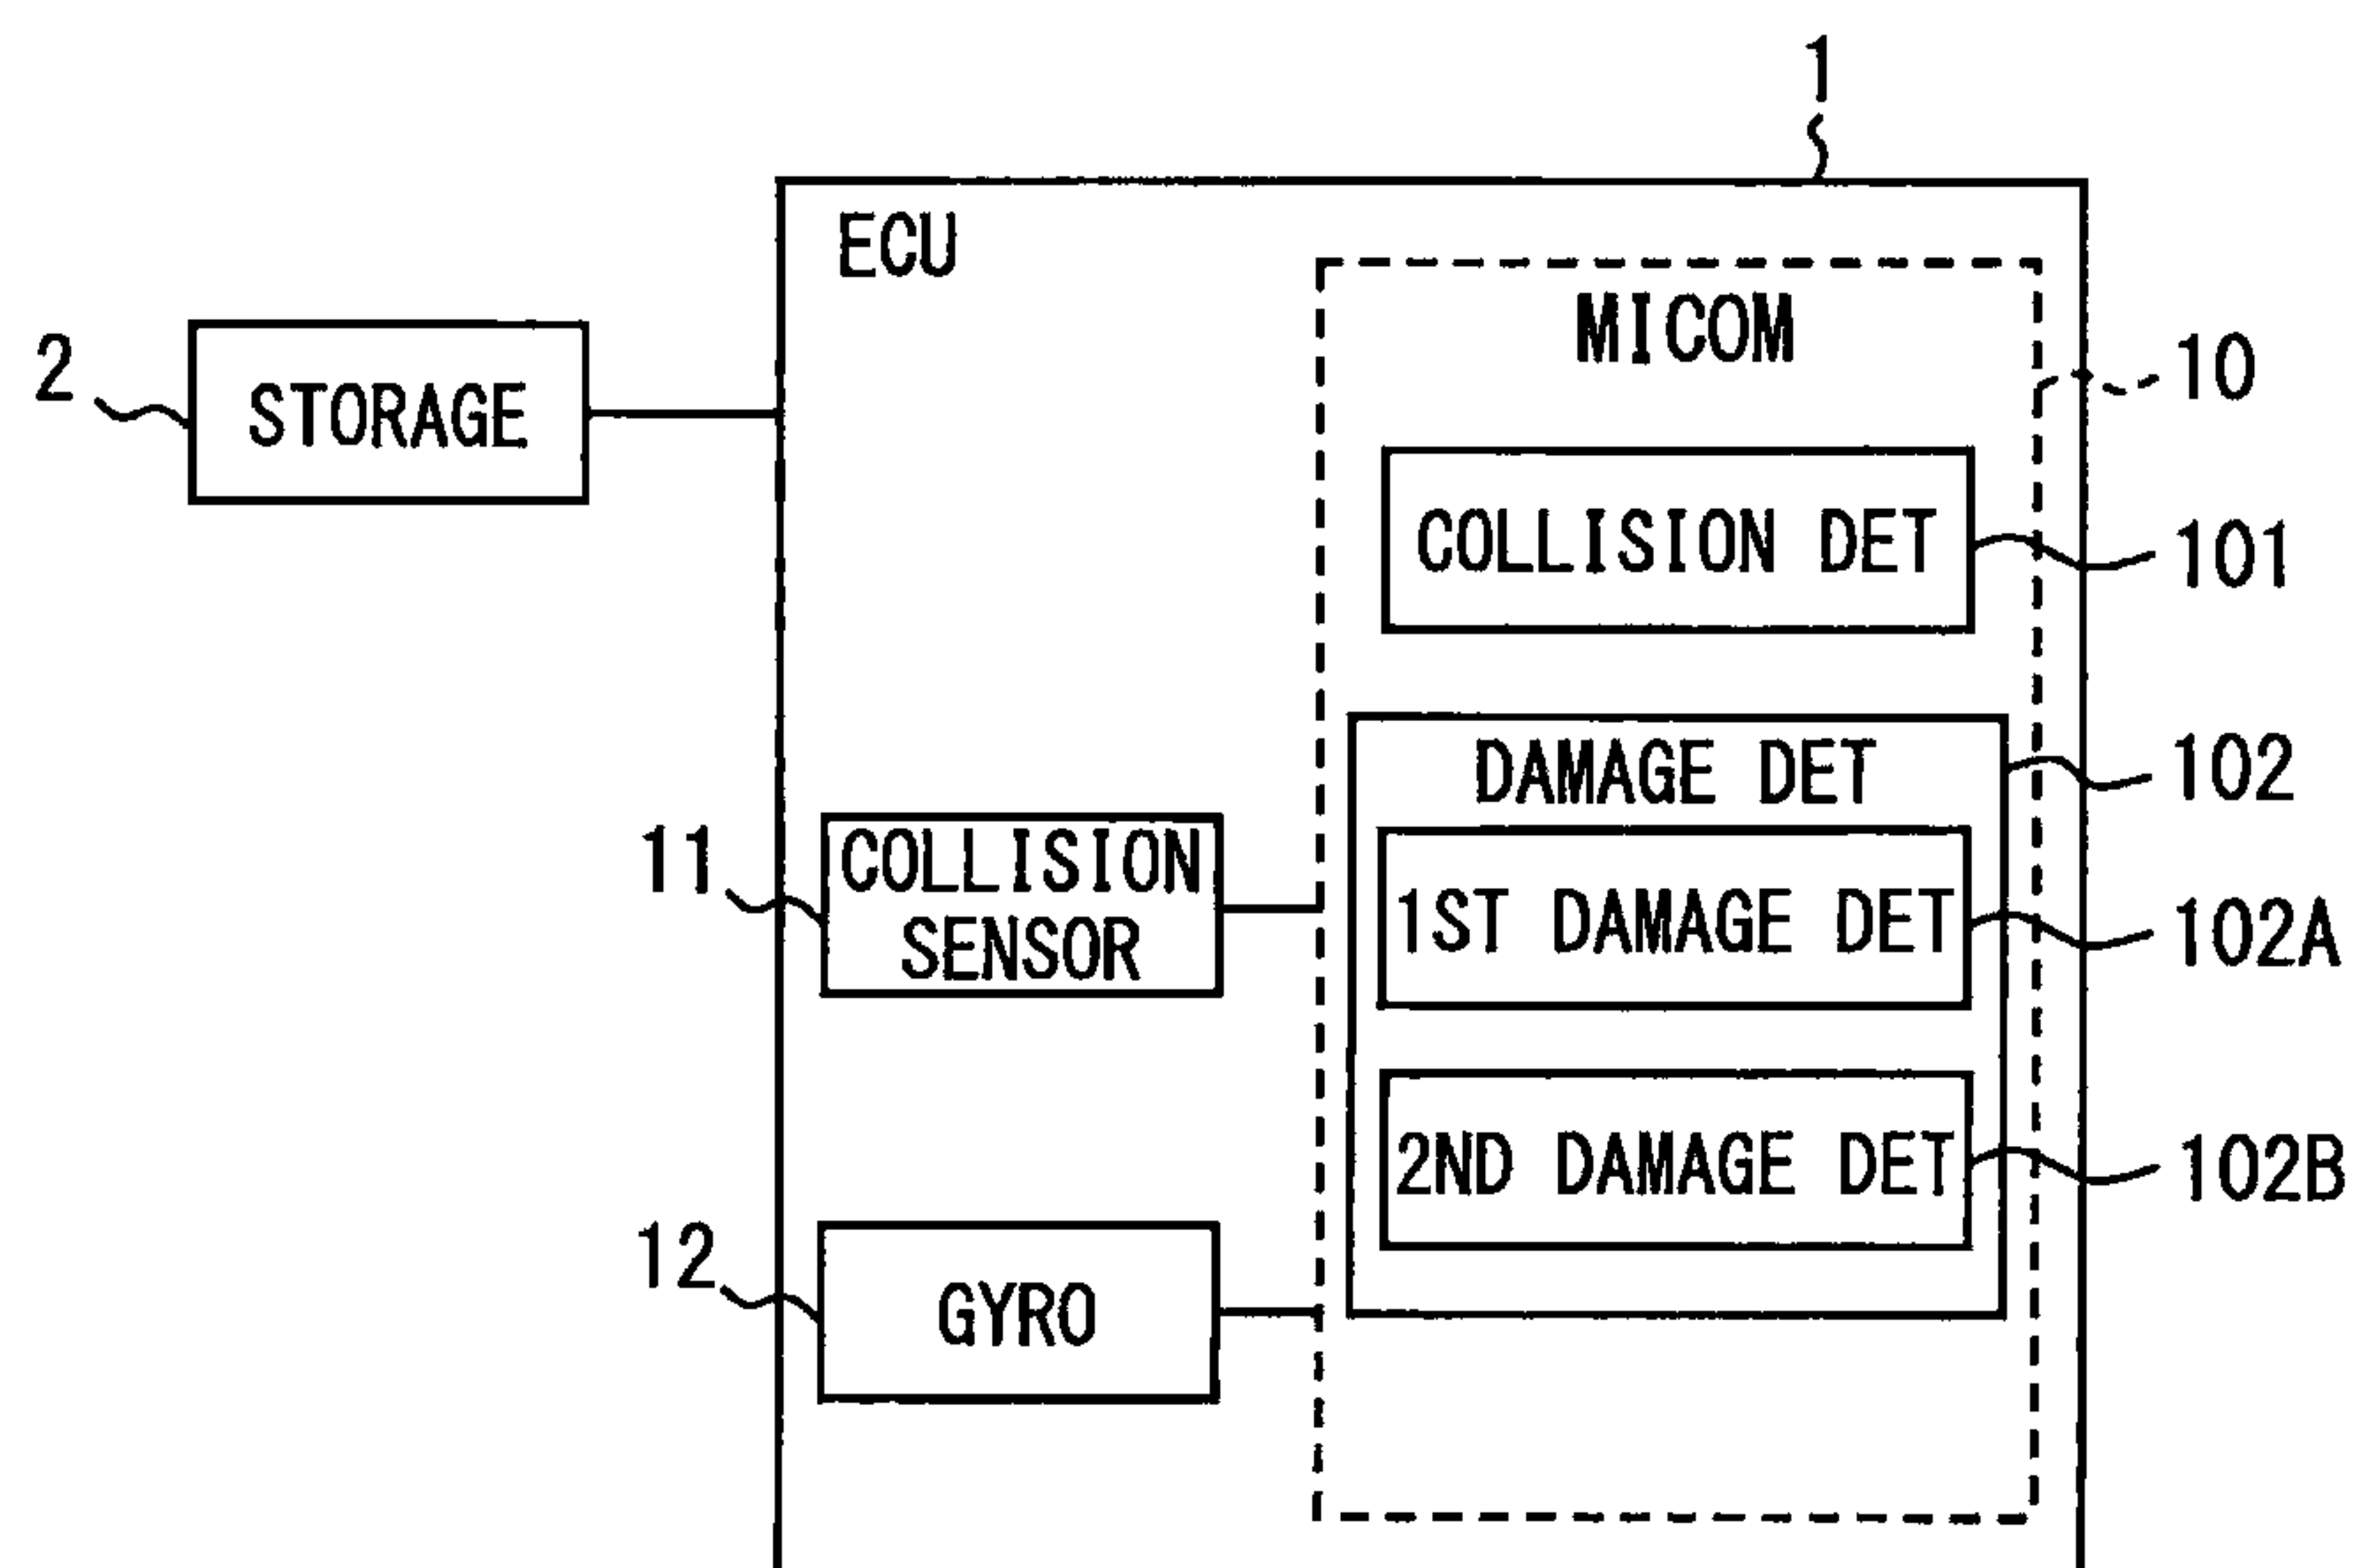 1
ECU
MICOM
2
STORAGE
10
COLLISION DET
101
DAMAGE DET
102
11
COLLISION
SENSOR
1ST DAMAGE DET
102A
2ND DAMAGE DET
102B
12
GYRO